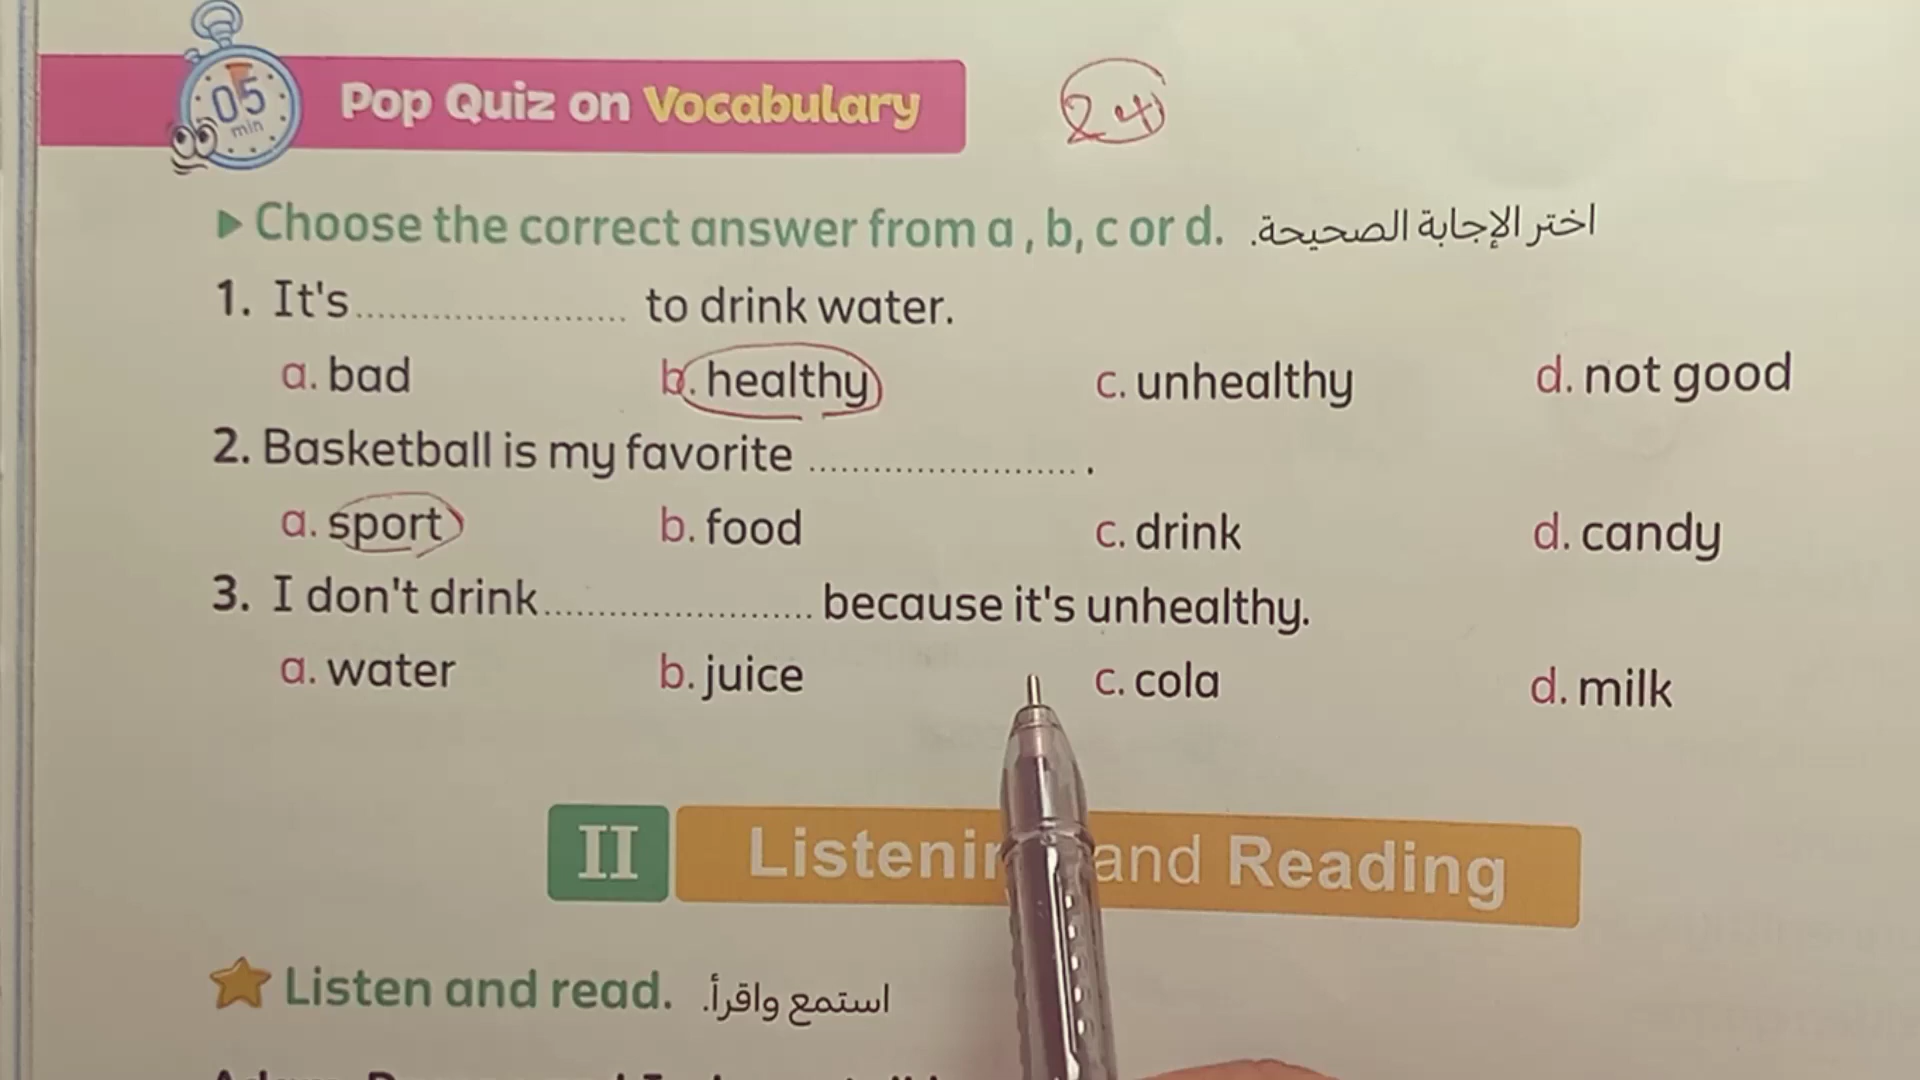 05
min
Pop Quiz on Vocabulary
24
Choose the correct answer from a , b, c or d. اختر الإجابة الصحيحة.
1. It's ........................ to drink water.
a. bad b. healthy c. unhealthy d. not good
2. Basketball is my favorite ........................ .
a. sport b. food c. drink d. candy
3. I don't drink ........................ because it's unhealthy.
a. water b. juice c. cola d. milk
II Listenin and Reading
Listen and read. استمع واقرأ.